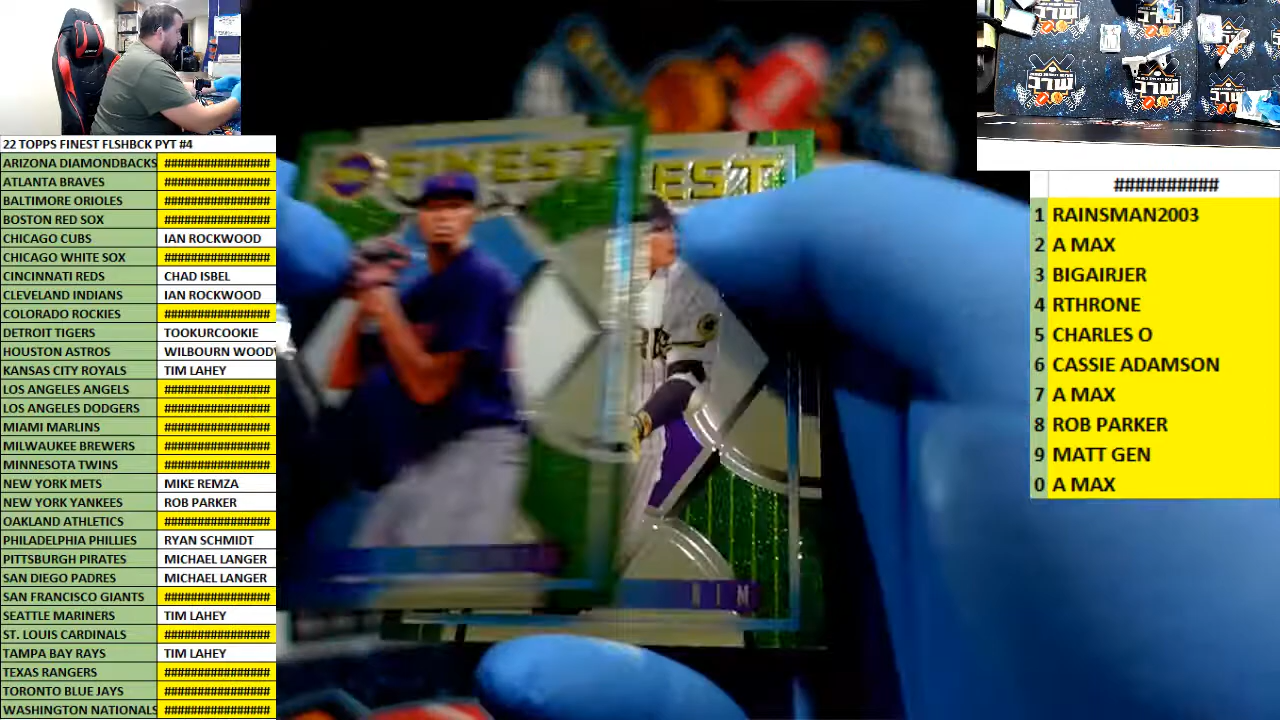 22 TOPPS FINEST FLSHBCK PYT #4
ARIZONA DIAMONDBACKS ################
ATLANTA BRAVES ################
BALTIMORE ORIOLES ################
BOSTON RED SOX ################
CHICAGO CUBS IAN ROCKWOOD
CHICAGO WHITE SOX ################
CINCINNATI REDS CHAD ISBEL
CLEVELAND INDIANS IAN ROCKWOOD
COLORADO ROCKIES ################
DETROIT TIGERS TOOKURCOOKIE
HOUSTON ASTROS WILBOURN WOODY
KANSAS CITY ROYALS TIM LAHEY
LOS ANGELES ANGELS ################
LOS ANGELES DODGERS ################
MIAMI MARLINS ################
MILWAUKEE BREWERS ################
MINNESOTA TWINS ################
NEW YORK METS MIKE REMZA
NEW YORK YANKEES ROB PARKER
OAKLAND ATHLETICS ################
PHILADELPHIA PHILLIES RYAN SCHMIDT
PITTSBURGH PIRATES MICHAEL LANGER
SAN DIEGO PADRES MICHAEL LANGER
SAN FRANCISCO GIANTS ################
SEATTLE MARINERS TIM LAHEY
ST. LOUIS CARDINALS ################
TAMPA BAY RAYS TIM LAHEY
TEXAS RANGERS ################
TORONTO BLUE JAYS ################
WASHINGTON NATIONALS ################
FINEST
EST
KIM
##########
1 RAINSMAN2003
2 A MAX
3 BIGAIRJER
4 RTHRONE
5 CHARLES O
6 CASSIE ADAMSON
7 A MAX
8 ROB PARKER
9 MATT GEN
0 A MAX